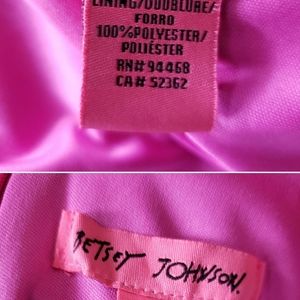 LINING/DOUBLURE/
FORRO
100%POLYESTER/
POLIÉSTER
RN# 94468
CA# 52362
BETSEY JOHNSON.